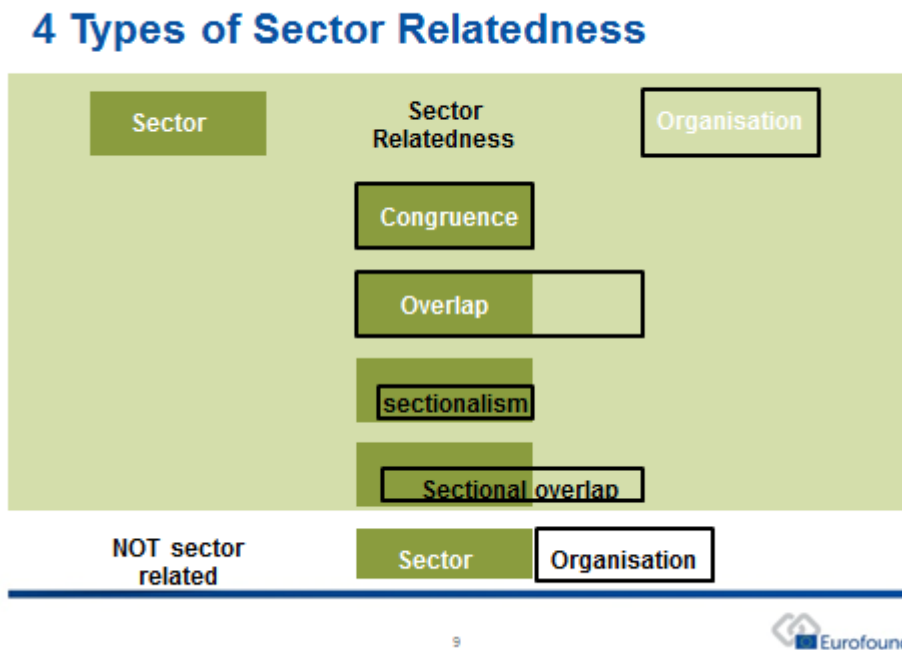 4 Types of Sector Relatedness
Sector
Sector
Relatedness
Organisation
Congruence
Overlap
sectionalism
Sectional overlap
NOT sector
related
Sector
Organisation
9
Eurofound